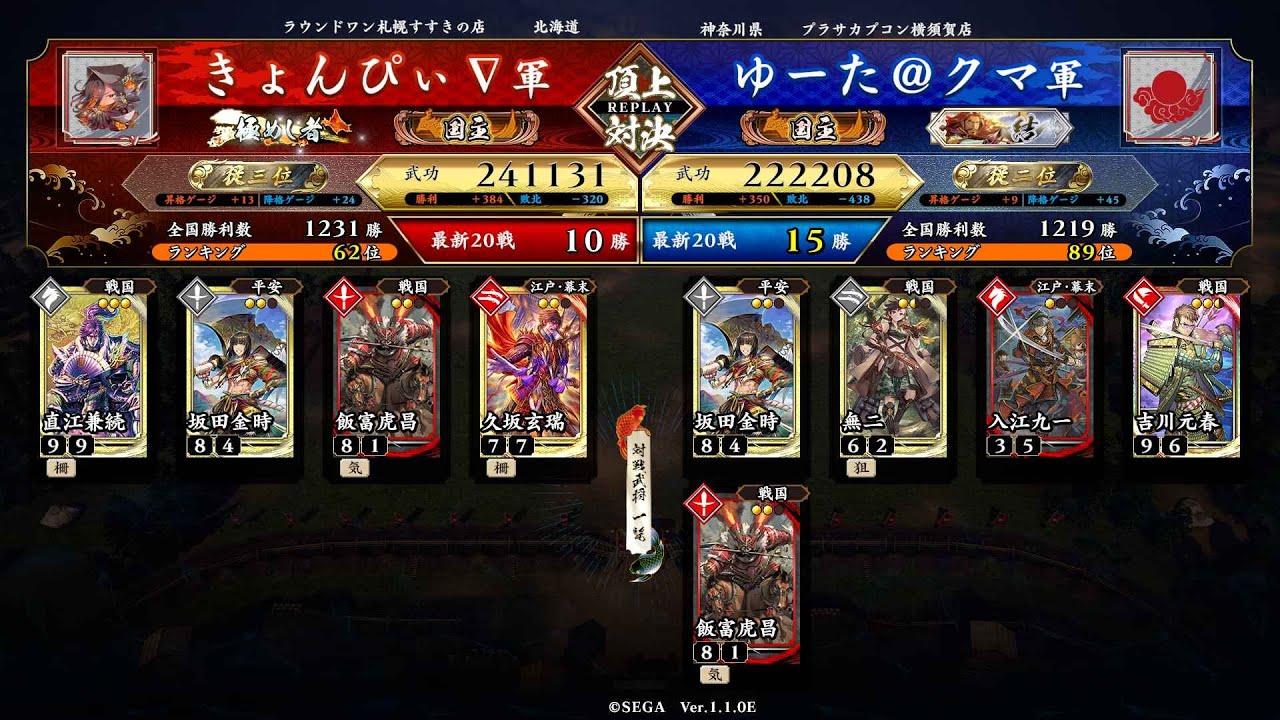 ラウンドワン札幌すすきの店 北海道
神奈川県 プラサカプコン横須賀店
きょんぴぃ∇軍
頂上
REPLAY
対決
ゆーた@クマ軍
極めし者
国主
国主
結
従三位
武功 241131
武功 222208
従二位
昇格ゲージ +13 降格ゲージ +24
勝利 +384 敗北 -320
勝利 +350 敗北 -438
昇格ゲージ +9 降格ゲージ +45
全国勝利数 1231勝
ランキング 62位
最新20戦 10勝
最新20戦 15勝
全国勝利数 1219勝
ランキング 89位
戦国
直江兼続
9 9
柵
平安
坂田金時
8 4
戦国
飯富虎昌
8 1
気
江戸・幕末
久坂玄瑞
7 7
柵
対戦武将一覧
平安
坂田金時
8 4
戦国
無二
6 2
狙
江戸・幕末
入江九一
3 5
戦国
吉川元春
9 6
戦国
飯富虎昌
8 1
気
©SEGA Ver.1.1.0E